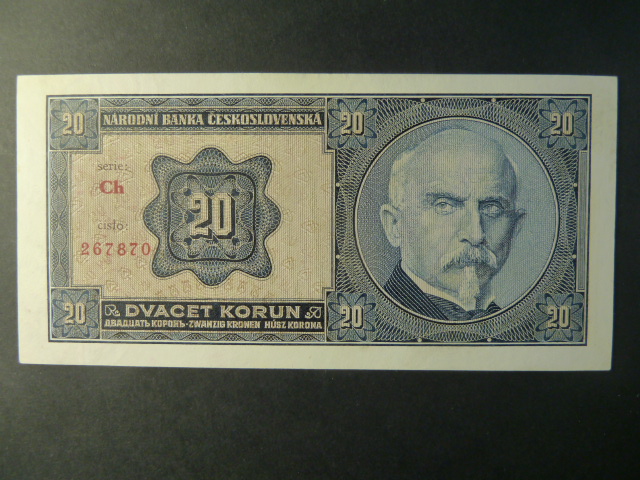 20 NÁRODNÍ BANKA ČESKOSLOVENSKÁ 20 20
serie:
Ch
číslo:
267870
20
20 DVACET KORUN 20 20
ДВАДЦАТЬ КОРОНЪ-ZWANZIG KRONEN HÚSZ KORONA